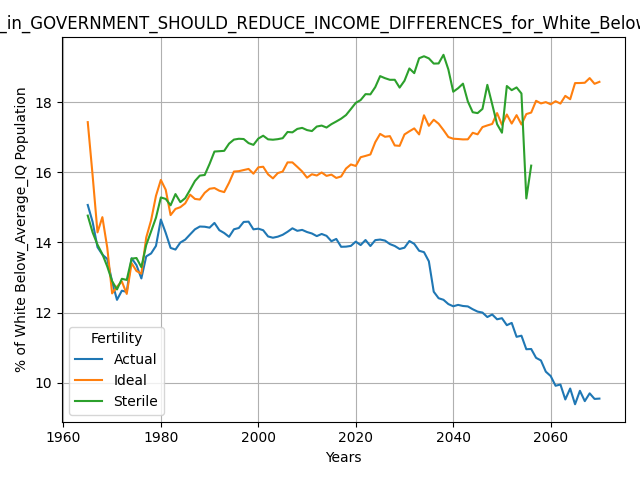 _in_GOVERNMENT_SHOULD_REDUCE_INCOME_DIFFERENCES_for_White_Below
% of White Below_Average_IQ Population
18
16
14
12
10
Fertility
Actual
Ideal
Sterile
1960 1980 2000 2020 2040 2060
Years